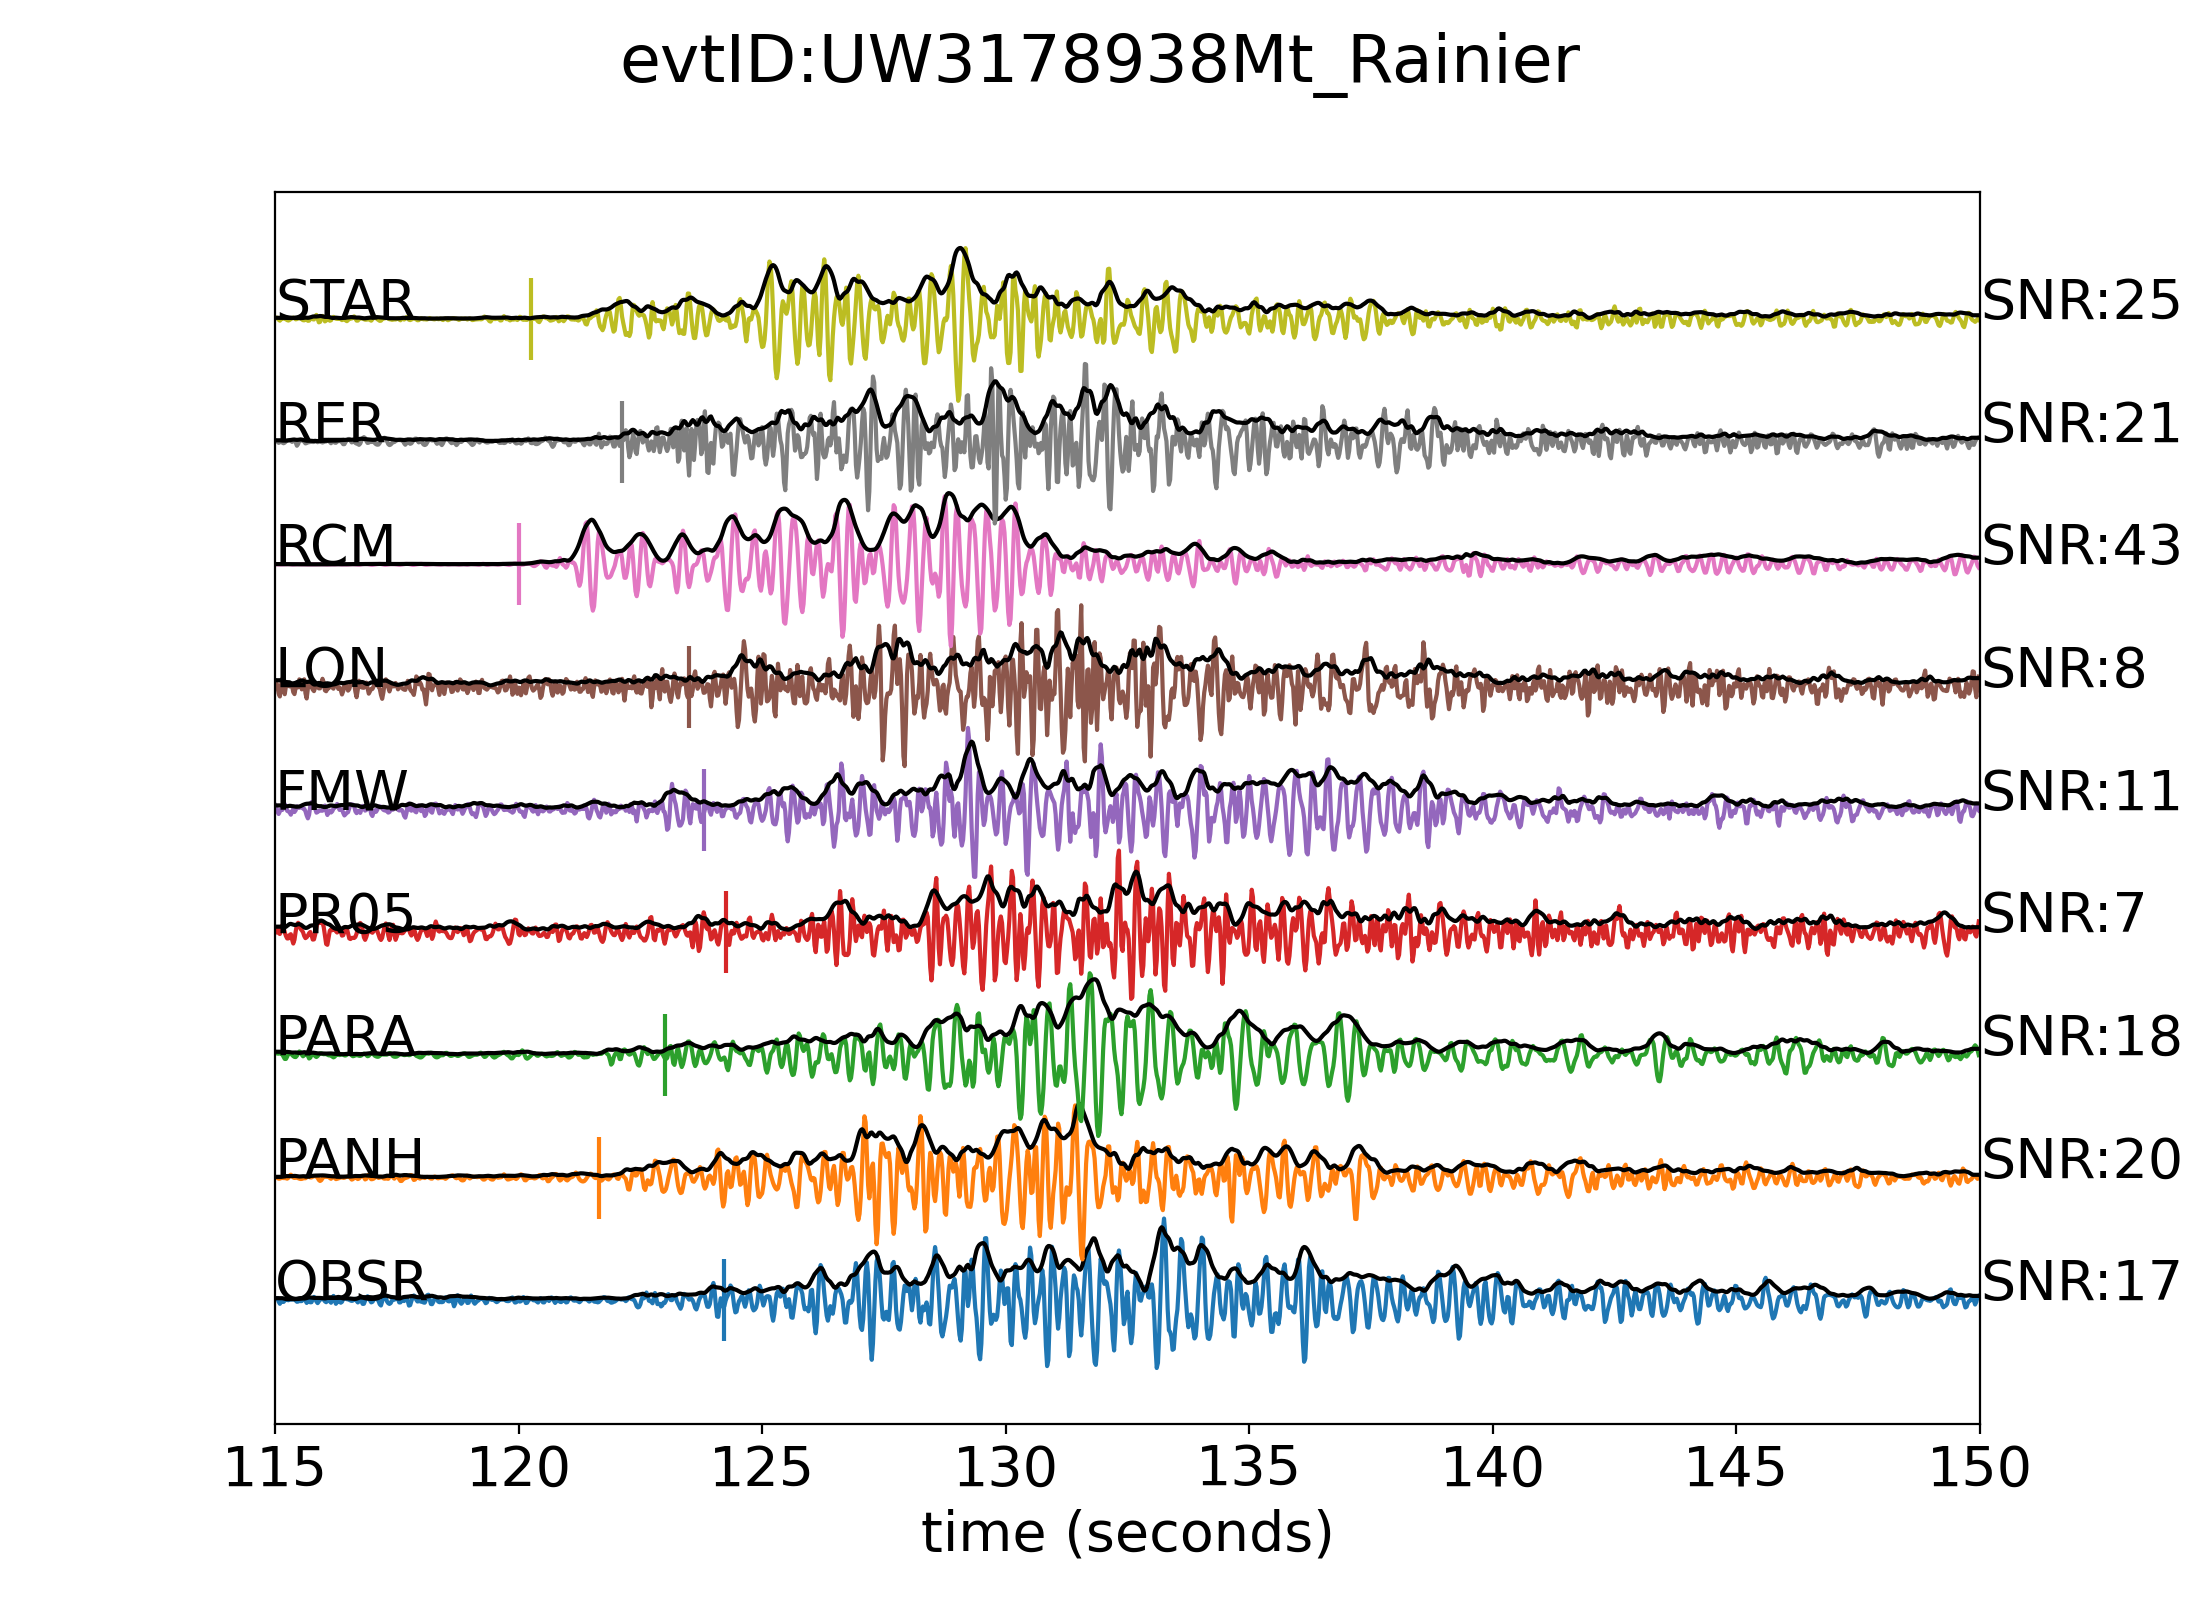 evtID:UW3178938Mt_Rainier
STAR SNR:25
RER SNR:21
RCM SNR:43
LON SNR:8
FMW SNR:11
PR05 SNR:7
PARA SNR:18
PANH SNR:20
OBSR SNR:17
115 120 125 130 135 140 145 150
time (seconds)